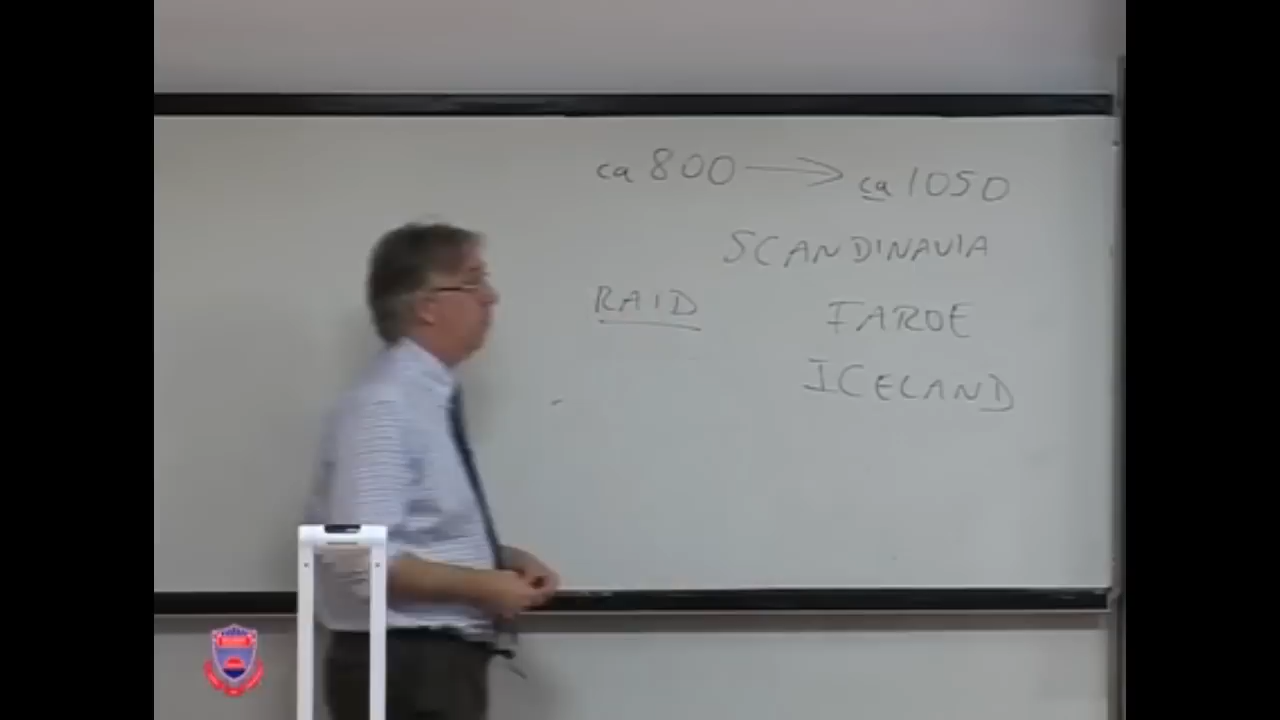 ca 800 → ca 1050
SCANDINAVIA
RAID
FAROE
ICELAND